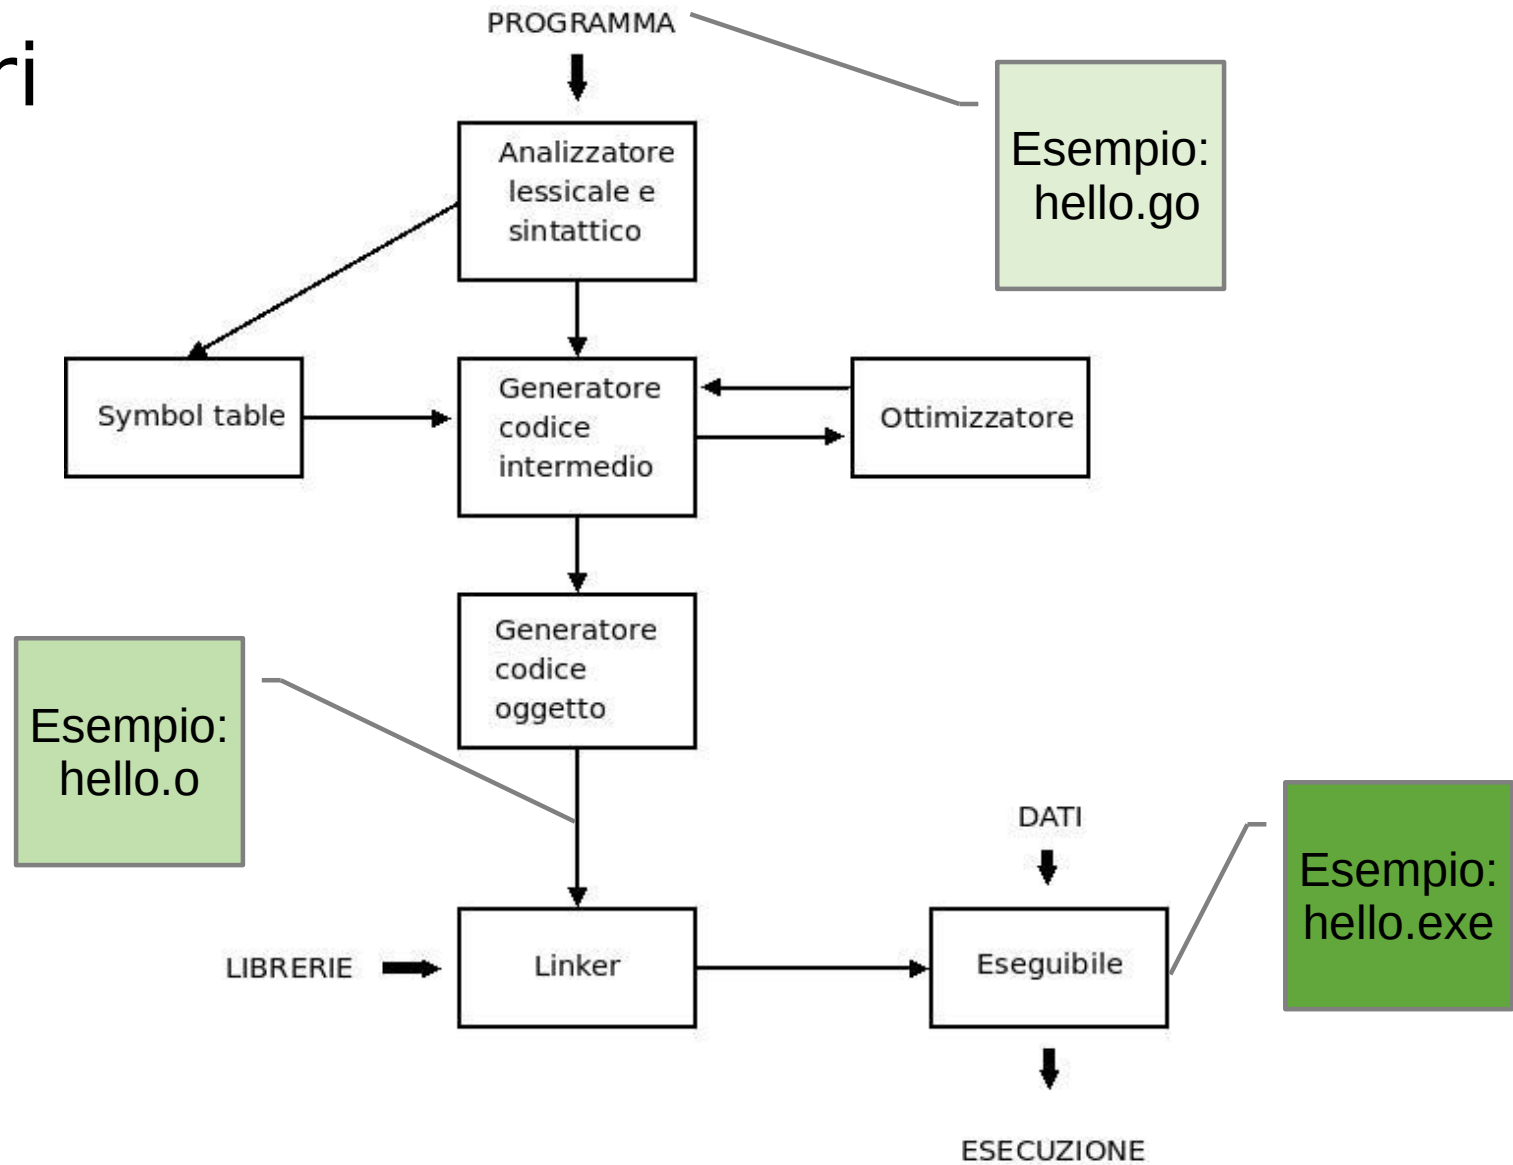 PROGRAMMA
ri
Analizzatore
lessicale e
sintattico
Esempio:
hello.go
Symbol table
Generatore
codice
intermedio
Ottimizzatore
Generatore
codice
oggetto
Esempio:
hello.o
DATI
Esempio:
hello.exe
LIBRERIE
Linker
Eseguibile
ESECUZIONE